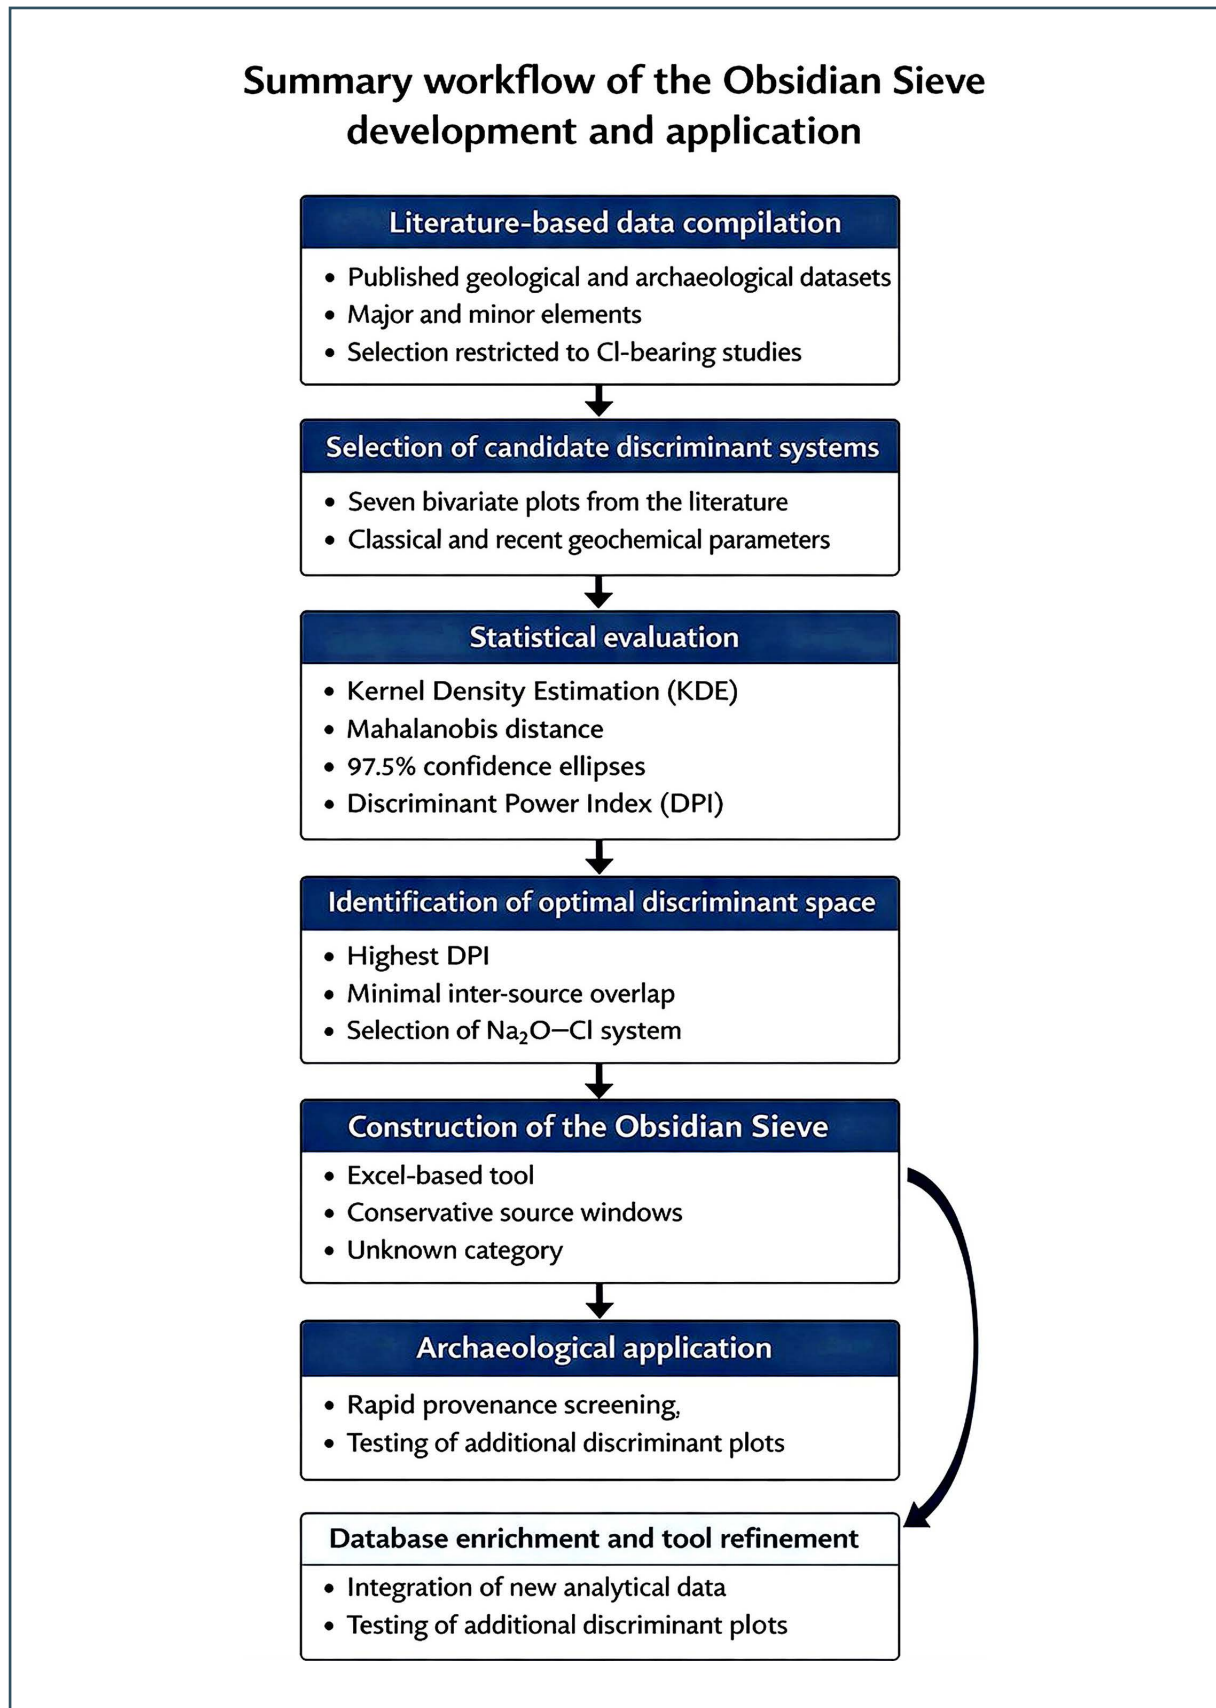 Summary workflow of the Obsidian Sieve
development and application
Literature-based data compilation
• Published geological and archaeological datasets
• Major and minor elements
• Selection restricted to Cl-bearing studies
Selection of candidate discriminant systems
• Seven bivariate plots from the literature
• Classical and recent geochemical parameters
Statistical evaluation
• Kernel Density Estimation (KDE)
• Mahalanobis distance
• 97.5% confidence ellipses
• Discriminant Power Index (DPI)
Identification of optimal discriminant space
• Highest DPI
• Minimal inter-source overlap
• Selection of Na₂O–Cl system
Construction of the Obsidian Sieve
• Excel-based tool
• Conservative source windows
• Unknown category
Archaeological application
• Rapid provenance screening,
• Testing of additional discriminant plots
Database enrichment and tool refinement
• Integration of new analytical data
• Testing of additional discriminant plots